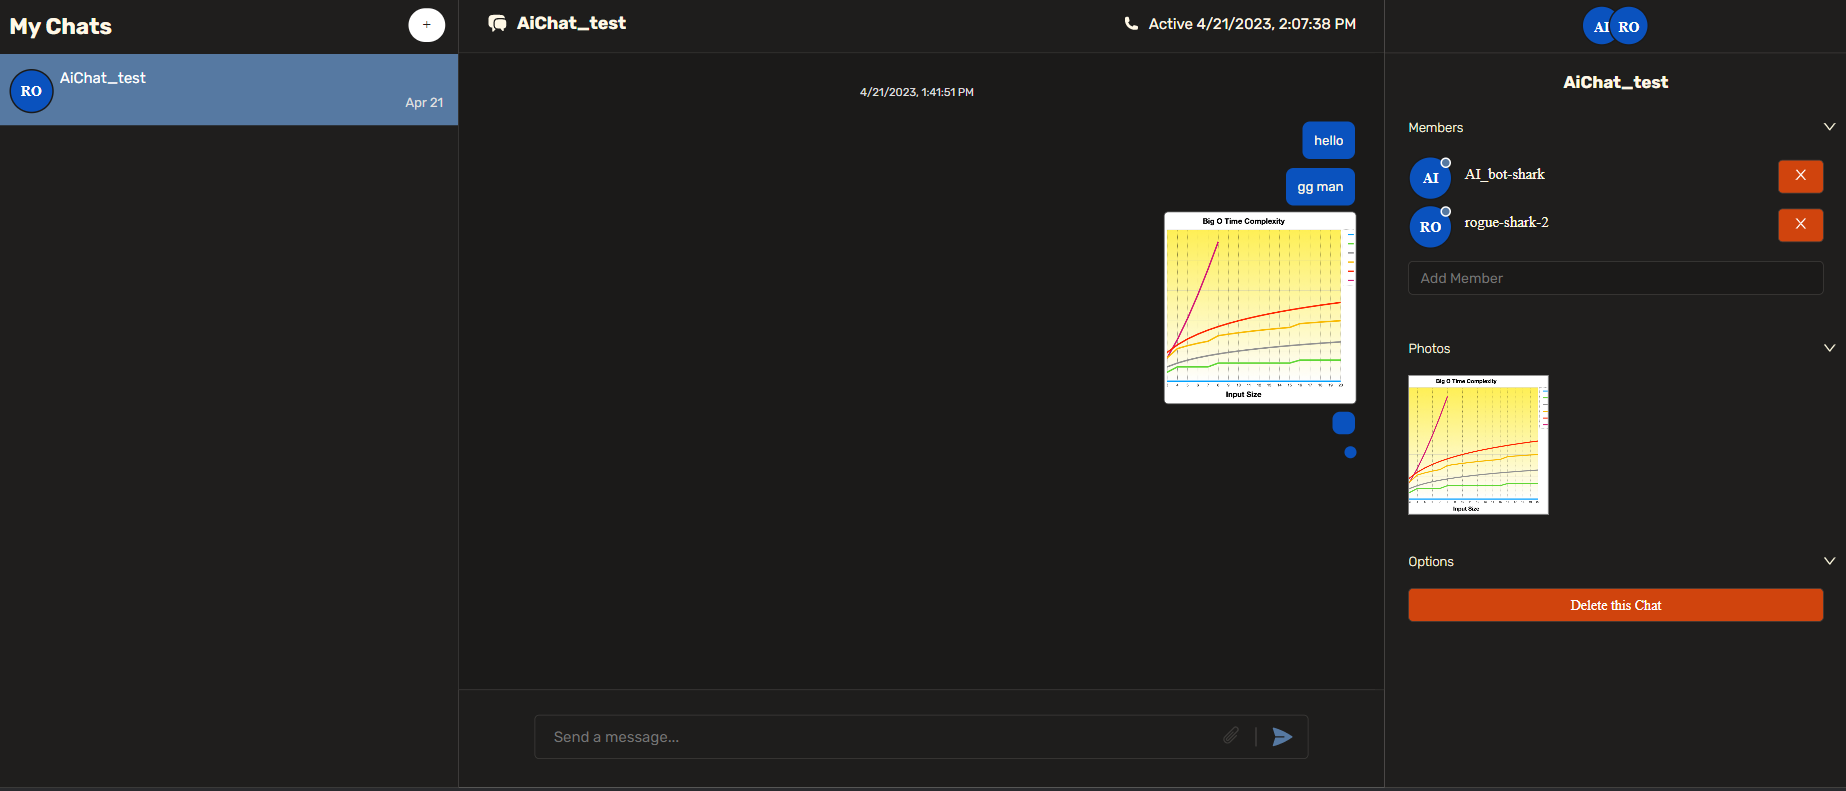 My Chats
+
RO
AiChat_test
Apr 21
AiChat_test
Active 4/21/2023, 2:07:38 PM
4/21/2023, 1:41:51 PM
hello
gg man
Big O Time Complexity
Input Size
Send a message...
AI RO
AiChat_test
Members
AI
AI_bot-shark
X
RO
rogue-shark-2
X
Add Member
Photos
Big O Time Complexity
Input Size
Options
Delete this Chat